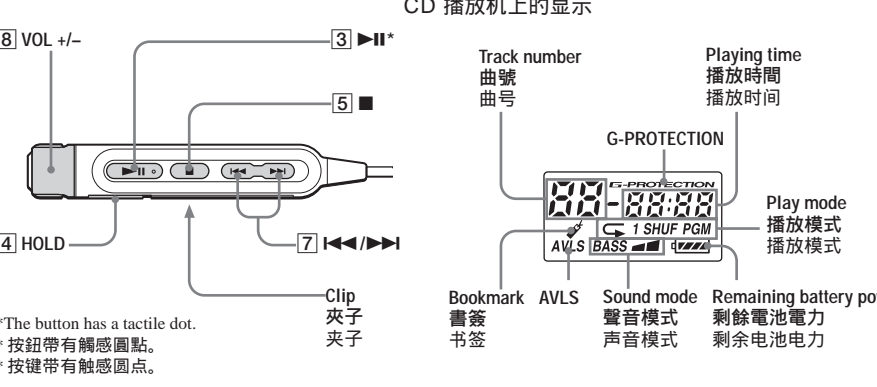 CD 播放机上的显示
8 VOL +/–
3 ►II*
5 ■
4 HOLD
7 I◄◄/►►I
Clip
夾子
夹子
*The button has a tactile dot.
* 按鈕帶有觸感圓點。
* 按键带有触感圆点。
Track number
曲號
曲号
Playing time
播放時間
播放时间
G-PROTECTION
G-PROTECTION
88-88:88
1 SHUF PGM
AVLS BASS
Play mode
播放模式
播放模式
Bookmark
書簽
书签
AVLS
Sound mode
聲音模式
声音模式
Remaining battery
剩餘電池電力
剩余电池电力